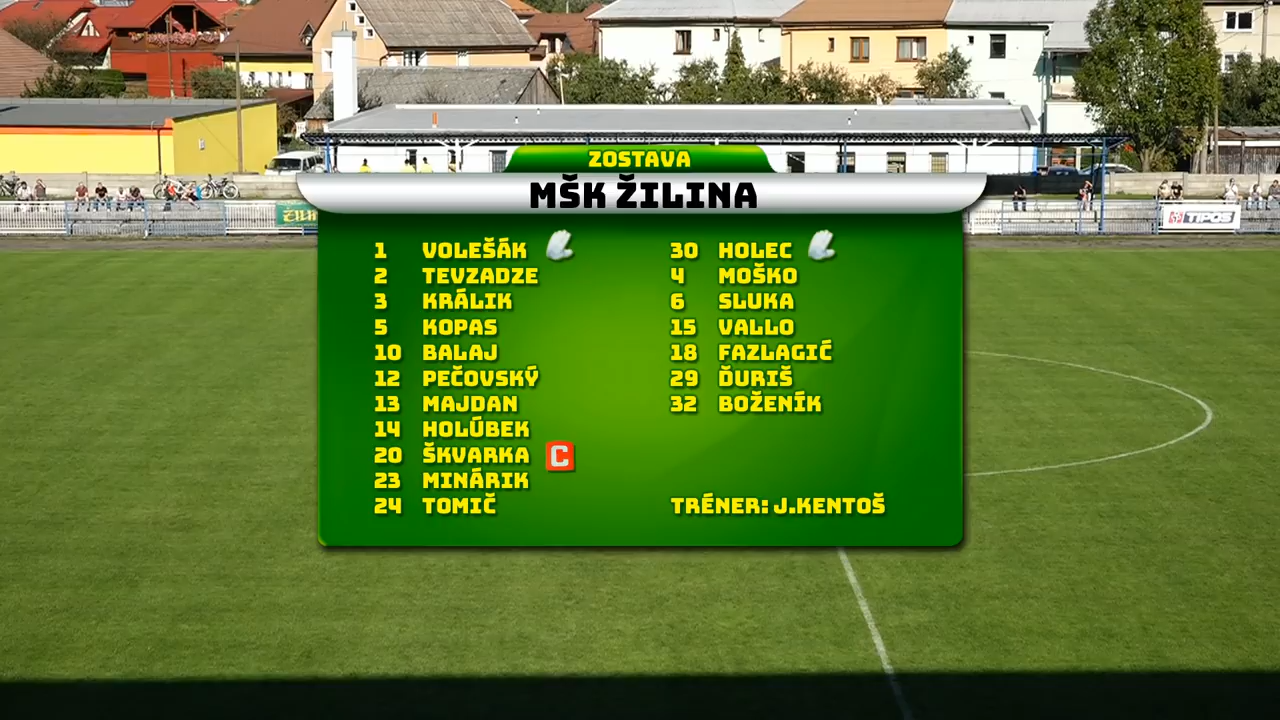 ZOSTAVA
MŠK ŽILINA
1 VOLEŠÁK
2 TEVZADZE
3 KRÁLIK
5 KOPAS
10 BALAJ
12 PEČOVSKÝ
13 MAJDAN
14 HOLÚBEK
20 ŠKVARKA C
23 MINÁRIK
24 TOMIČ
30 HOLEC
4 MOŠKO
6 SLUKA
15 VALLO
18 FAZLAGIĆ
29 ĎURIŠ
32 BOŽENÍK
TRÉNER: J.KENTOŠ
TIPOS